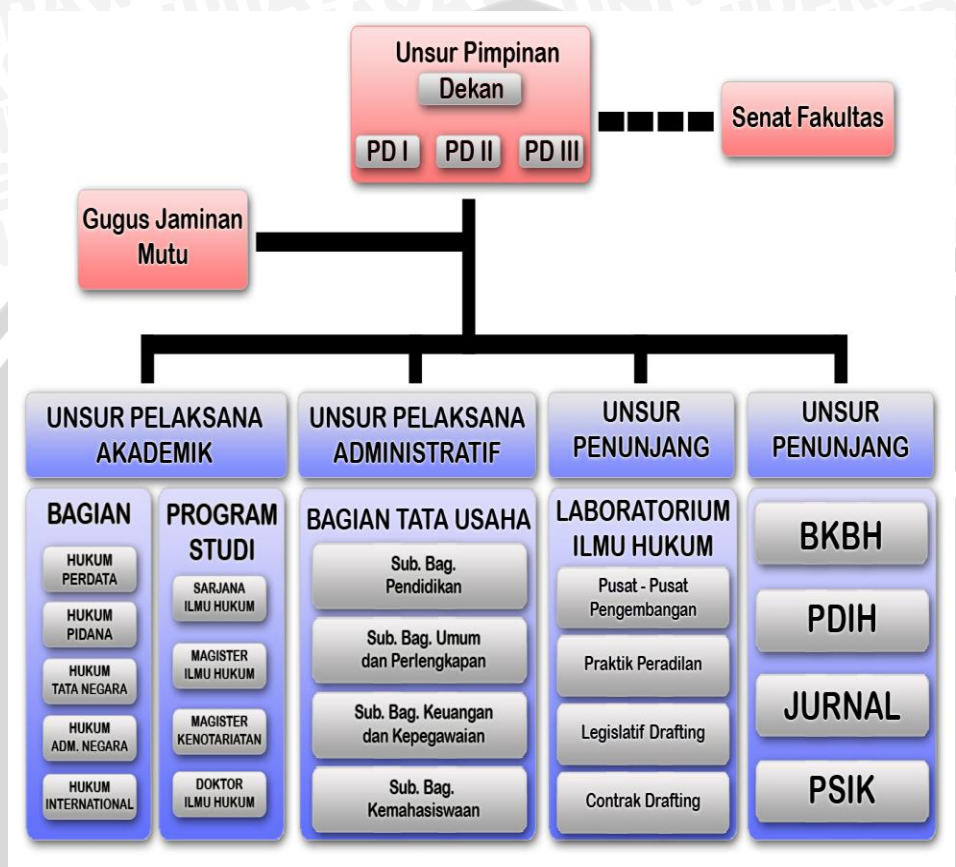 Unsur Pimpinan
Dekan
PD I
PD II
PD III
Senat Fakultas
Gugus Jaminan
Mutu
UNSUR PELAKSANA
AKADEMIK
BAGIAN
HUKUM
PERDATA
HUKUM
PIDANA
HUKUM
TATA NEGARA
HUKUM
ADM. NEGARA
HUKUM
INTERNATIONAL
PROGRAM
STUDI
SARJANA
ILMU HUKUM
MAGISTER
ILMU HUKUM
MAGISTER
KENOTARIATAN
DOKTOR
ILMU HUKUM
UNSUR PELAKSANA
ADMINISTRATIF
BAGIAN TATA USAHA
Sub. Bag.
Pendidikan
Sub. Bag. Umum
dan Perlengkapan
Sub. Bag. Keuangan
dan Kepegawaian
Sub. Bag.
Kemahasiswaan
UNSUR
PENUNJANG
LABORATORIUM
ILMU HUKUM
Pusat - Pusat
Pengembangan
Praktik Peradilan
Legislatif Drafting
Contrak Drafting
UNSUR
PENUNJANG
BKBH
PDIH
JURNAL
PSIK